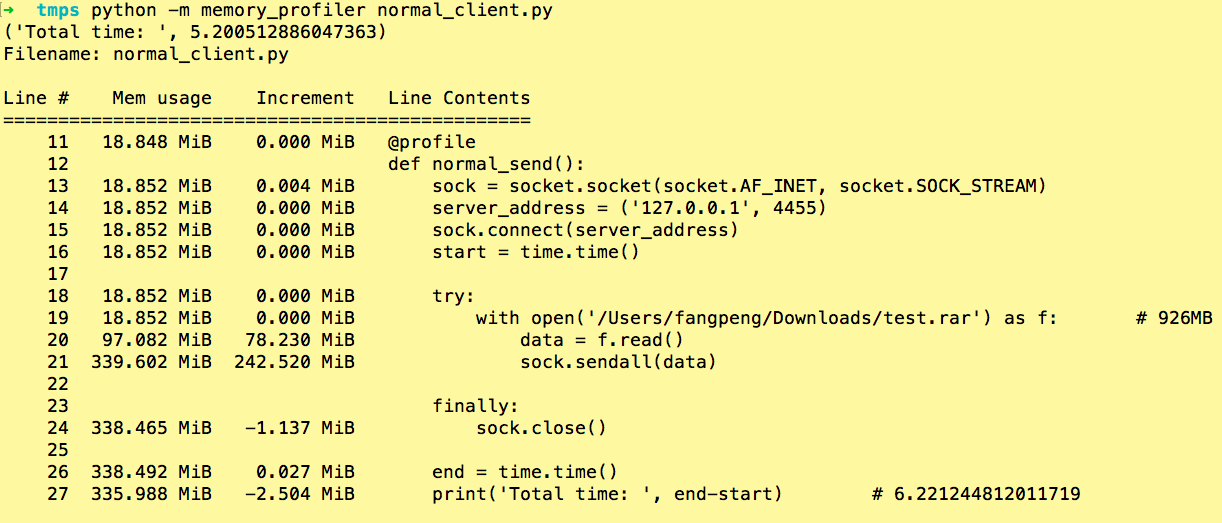 → tmps python -m memory_profiler normal_client.py
('Total time: ', 5.200512886047363)
Filename: normal_client.py
Line #    Mem usage    Increment   Line Contents
================================================
    11   18.848 MiB    0.000 MiB   @profile
    12                             def normal_send():
    13   18.852 MiB    0.004 MiB       sock = socket.socket(socket.AF_INET, socket.SOCK_STREAM)
    14   18.852 MiB    0.000 MiB       server_address = ('127.0.0.1', 4455)
    15   18.852 MiB    0.000 MiB       sock.connect(server_address)
    16   18.852 MiB    0.000 MiB       start = time.time()
    17
    18   18.852 MiB    0.000 MiB       try:
    19   18.852 MiB    0.000 MiB           with open('/Users/fangpeng/Downloads/test.rar') as f:       # 926MB
    20   97.082 MiB   78.230 MiB               data = f.read()
    21  339.602 MiB  242.520 MiB               sock.sendall(data)
    22
    23                                 finally:
    24  338.465 MiB   -1.137 MiB           sock.close()
    25
    26  338.492 MiB    0.027 MiB       end = time.time()
    27  335.988 MiB   -2.504 MiB       print('Total time: ', end-start)        # 6.221244812011719